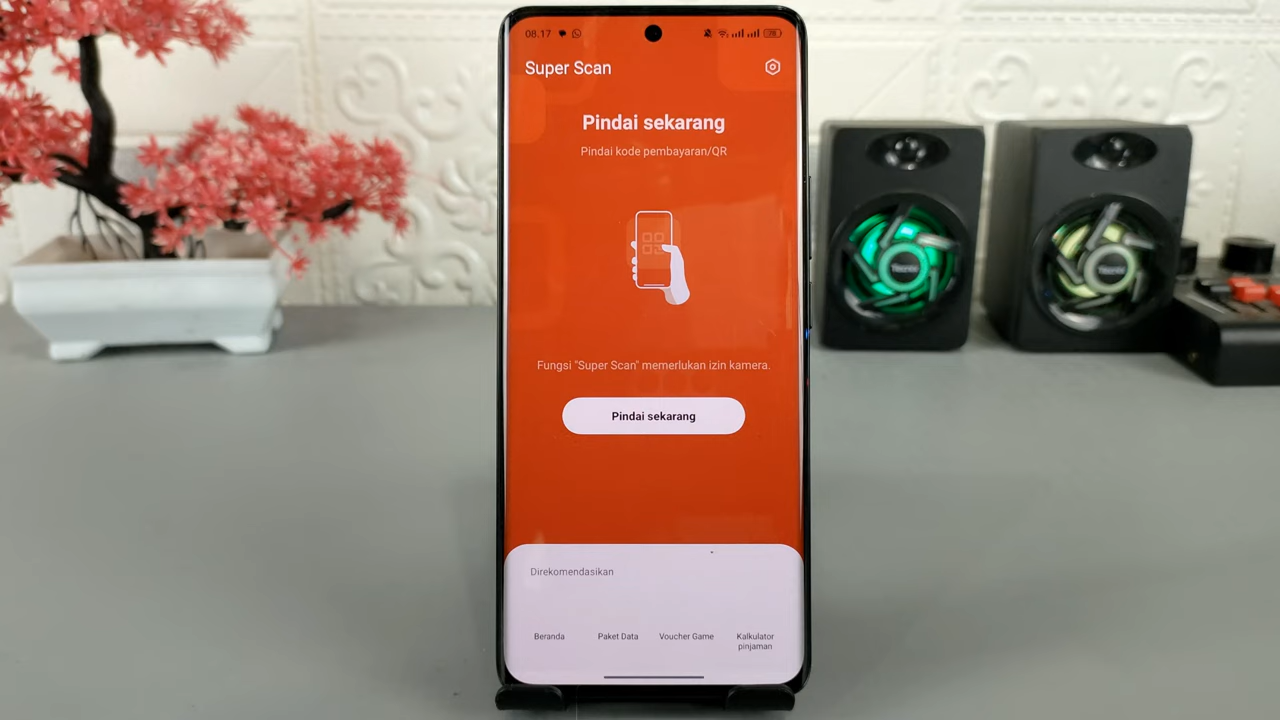 08.17
Super Scan
Pindai sekarang
Pindai kode pembayaran/QR
Fungsi "Super Scan" memerlukan izin kamera.
Pindai sekarang
Direkomendasikan
Beranda
Paket Data
Voucher Game
Kalkulator
pinjaman